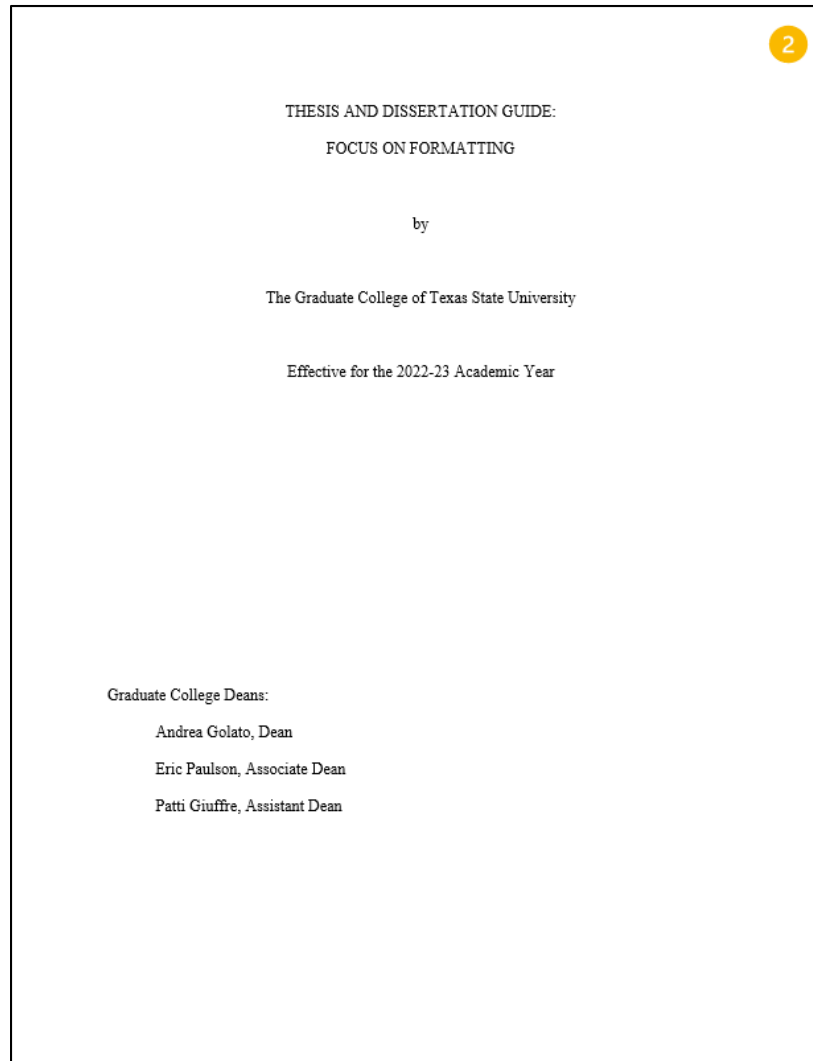 2
THESIS AND DISSERTATION GUIDE:
FOCUS ON FORMATTING
by
The Graduate College of Texas State University
Effective for the 2022-23 Academic Year
Graduate College Deans:
Andrea Golato, Dean
Eric Paulson, Associate Dean
Patti Giuffre, Assistant Dean